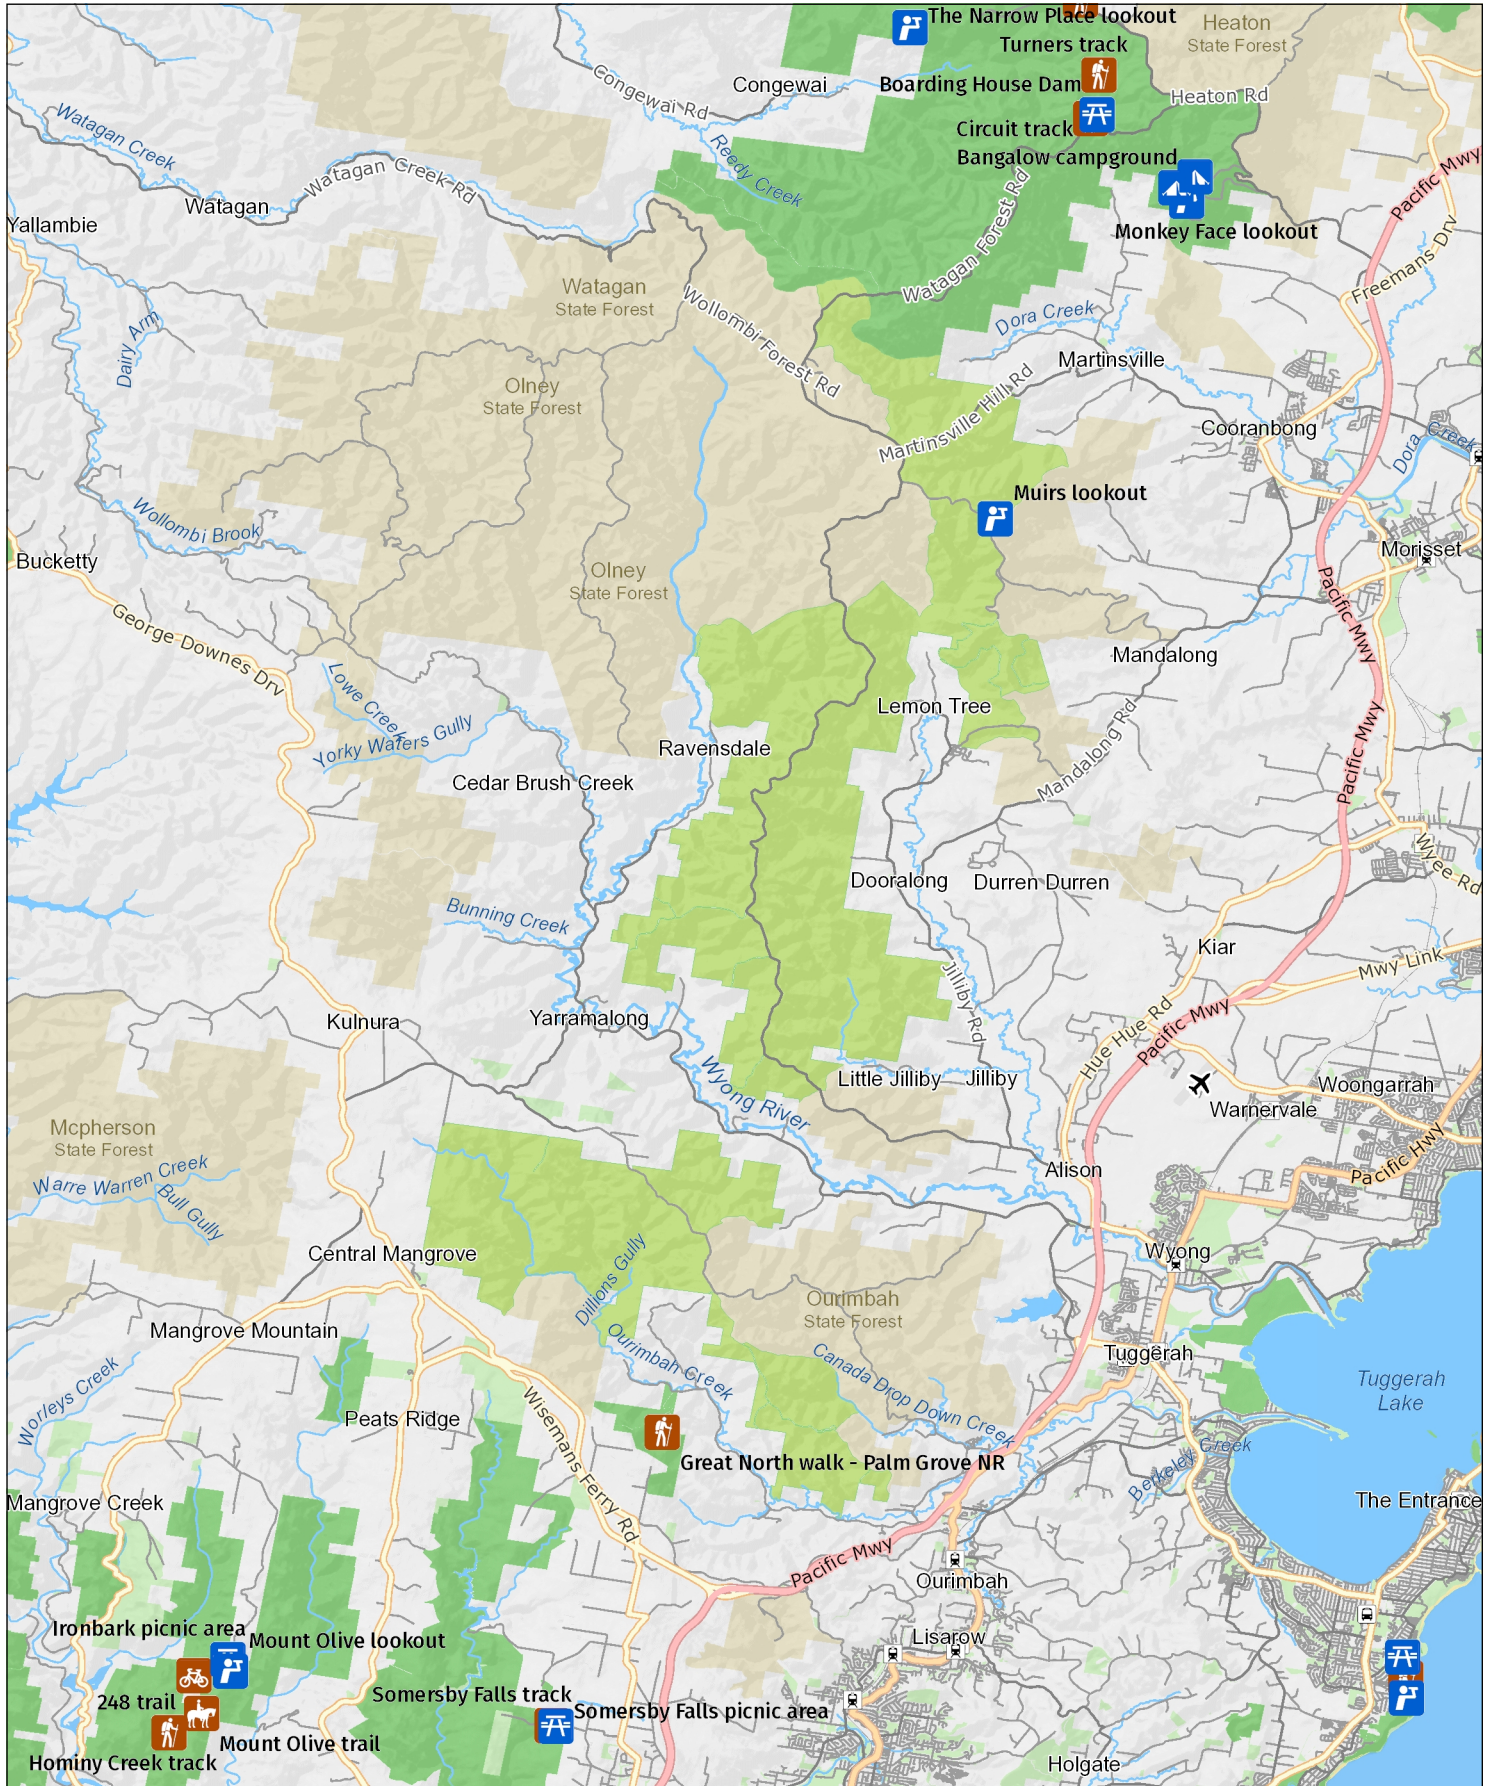 The Narrow Place lookout
Heaton
State Forest
Turners track
Congewai Rd
Congewai
Boarding House Dam
Heaton Rd
Watagan Creek
Circuit track
Reedy Creek
Bangalow campground
Pacific Mwy
Watagan Creek Rd
Watagan
Yallambie
Watagan Forest Rd
Monkey Face lookout
Freemans Drv
Watagan
State Forest
Wollombi Forest Rd
Dora Creek
Dairy Arm
Martinsville
Olney
State Forest
Martinsville Hill Rd
Cooranbong
Dora Creek
Muirs lookout
Wollombi Brook
Bucketty
Morisset
Olney
State Forest
Pacific Mwy
George Downes Drv
Mandalong
Lowe Creek
Lemon Tree
Yorky Waters Gully
Ravensdale
Mandalong Rd
Pacific Mwy
Cedar Brush Creek
Wyee Rd
Dooralong
Durren Durren
Bunning Creek
Kiar
Mwy Link
Jilliby Rd
Kulnura
Yarramalong
Hue Hue Rd
Pacific Mwy
Wyong River
Little Jilliby
Jilliby
Woongarrah
Warnervale
Mcpherson
State Forest
Warre Warren Creek
Bull Gully
Alison
Pacific Hwy
Central Mangrove
Dillions Gully
Wyong
Ourimbah
State Forest
Mangrove Mountain
Ourimbah Creek
Canada Drop Down Creek
Tuggerah
Tuggerah
Lake
Worleys Creek
Peats Ridge
Wisemans Ferry Rd
Great North walk - Palm Grove NR
Berkeley Creek
Mangrove Creek
The Entrance
Pacific Mwy
Ourimbah
Ironbark picnic area
Mount Olive lookout
Lisarow
248 trail
Somersby Falls track
Somersby Falls picnic area
Mount Olive trail
Hominy Creek track
Holgate